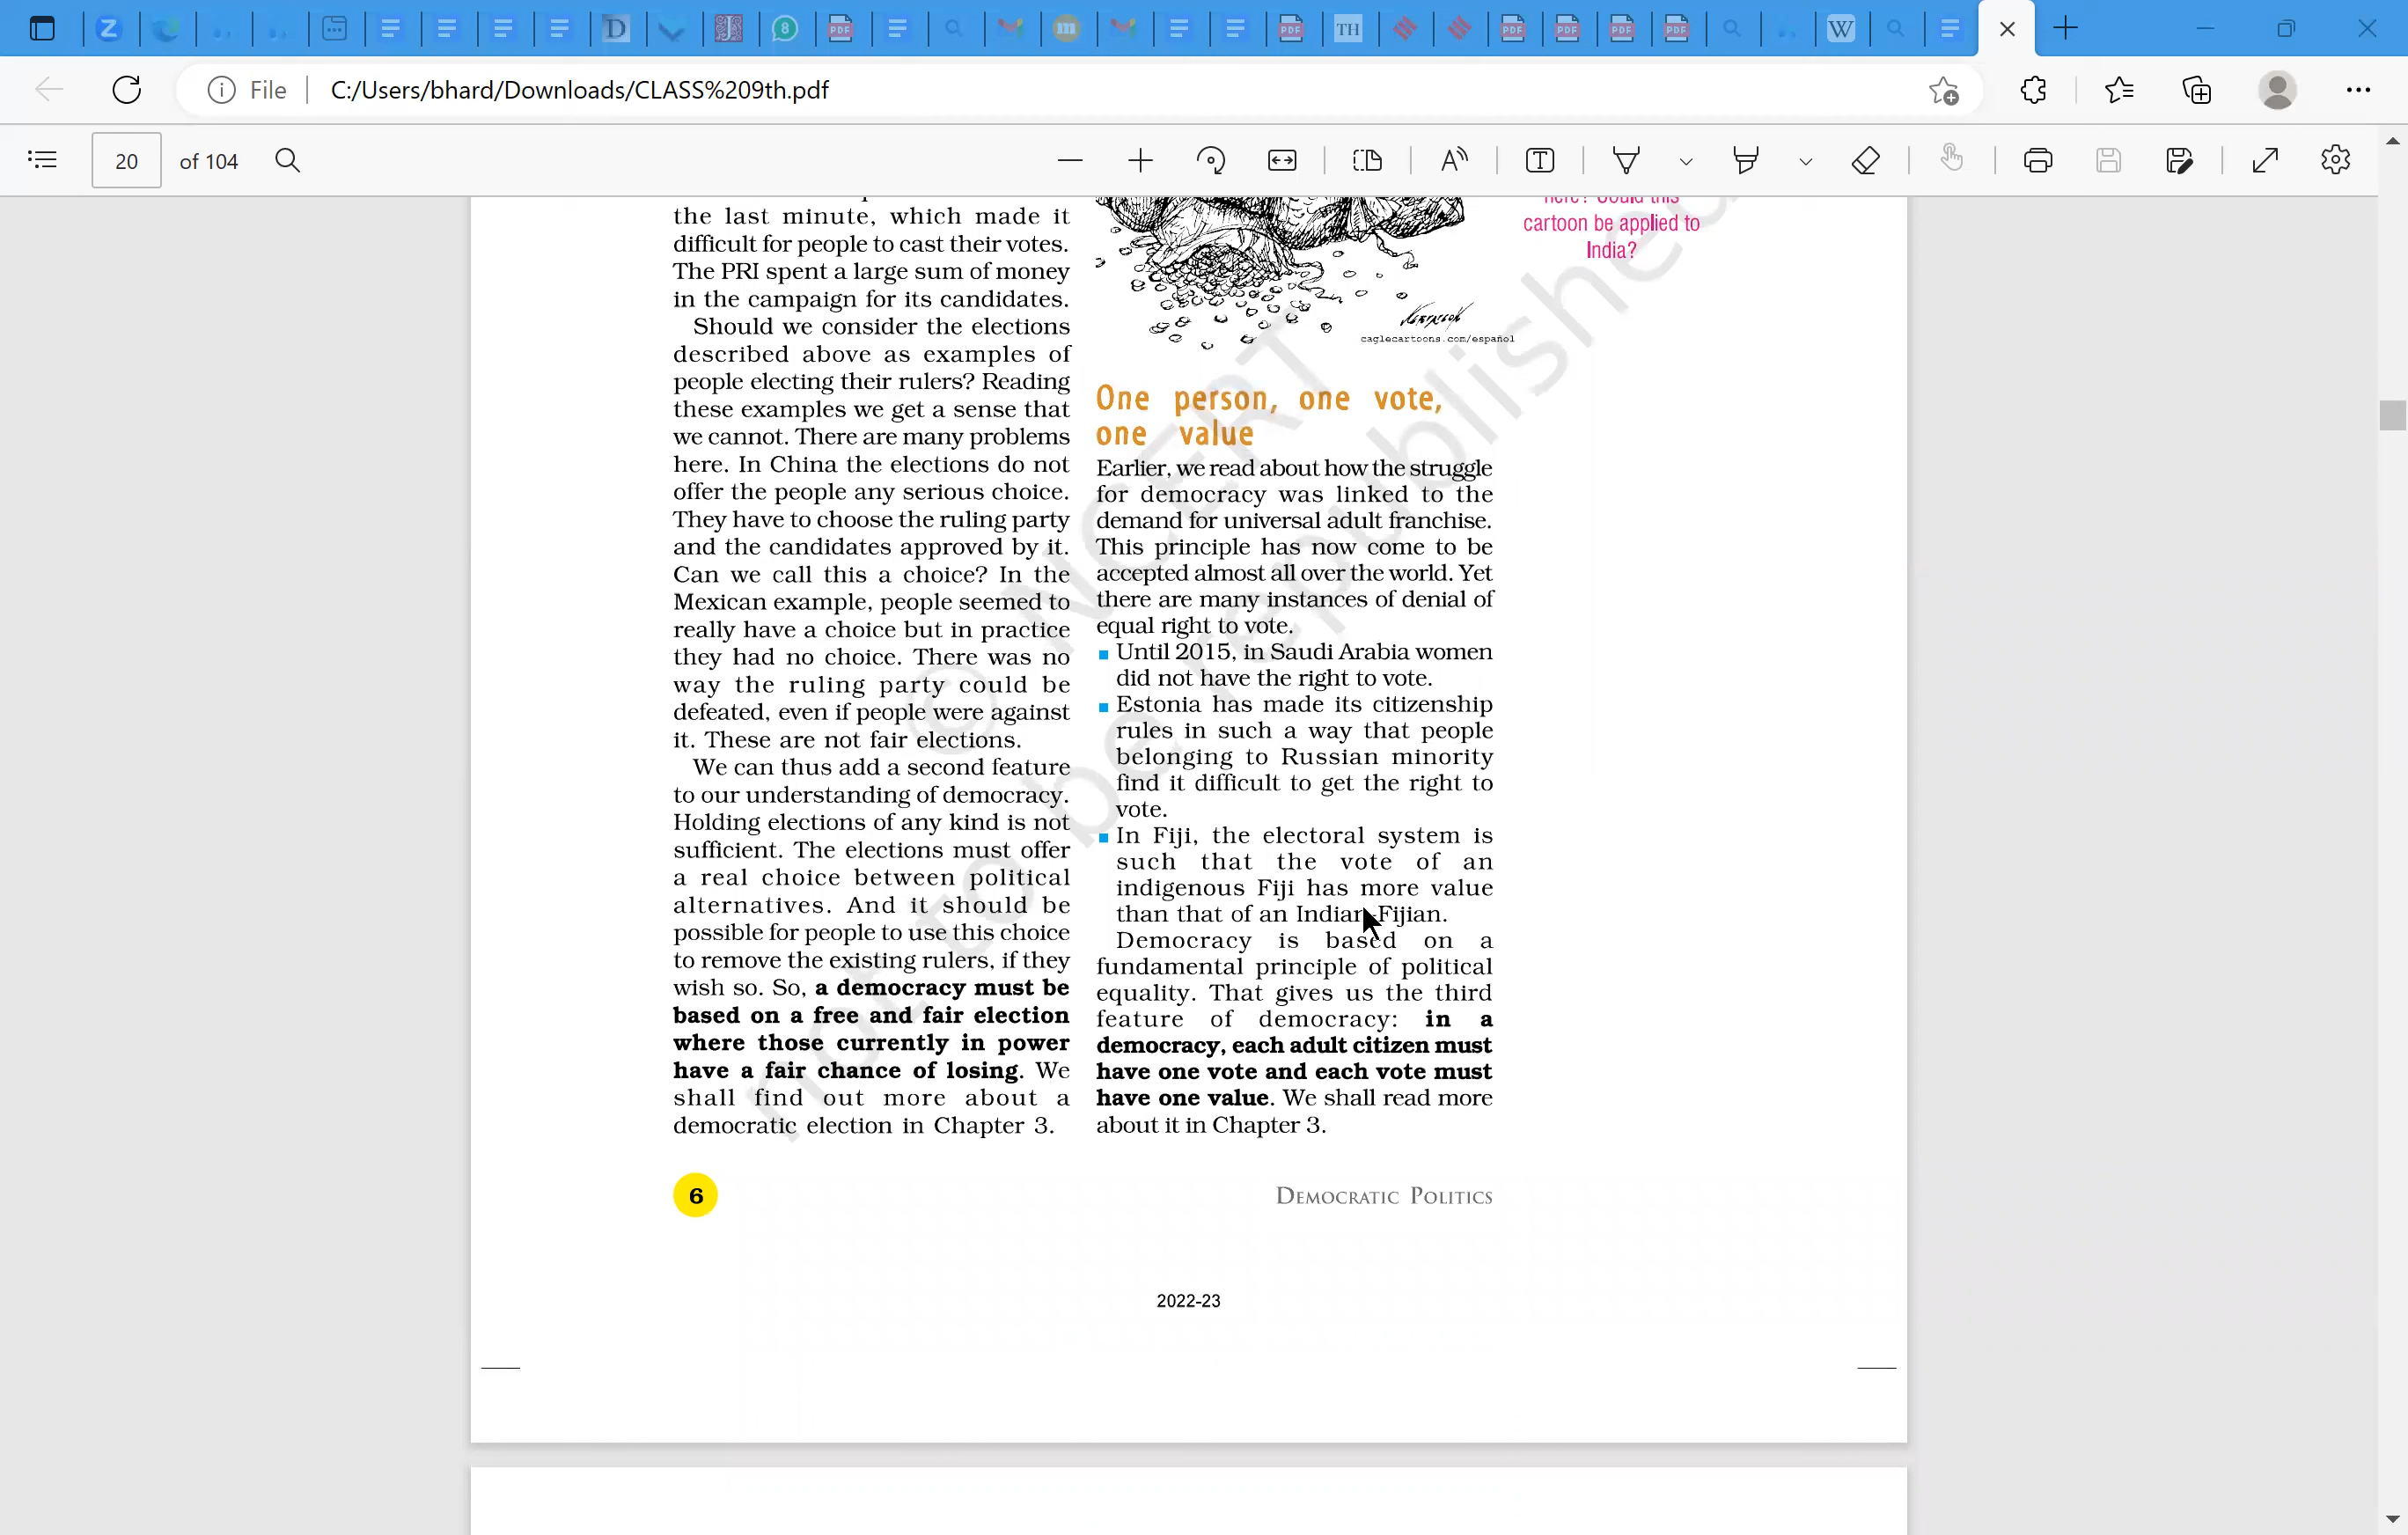 File
C:/Users/bhard/Downloads/CLASS%209th.pdf
20 of 104
the last minute, which made it
difficult for people to cast their votes.
The PRI spent a large sum of money
in the campaign for its candidates.
Should we consider the elections
described above as examples of
people electing their rulers? Reading
these examples we get a sense that
we cannot. There are many problems
here. In China the elections do not
offer the people any serious choice.
They have to choose the ruling party
and the candidates approved by it.
Can we call this a choice? In the
Mexican example, people seemed to
really have a choice but in practice
they had no choice. There was no
way the ruling party could be
defeated, even if people were against
it. These are not fair elections.
We can thus add a second feature
to our understanding of democracy.
Holding elections of any kind is not
sufficient. The elections must offer
a real choice between political
alternatives. And it should be
possible for people to use this choice
to remove the existing rulers, if they
wish so. So, a democracy must be
based on a free and fair election
where those currently in power
have a fair chance of losing. We
shall find out more about a
democratic election in Chapter 3.
caglecartoons.com/español
here? Could this
cartoon be applied to
India?
One person, one vote,
one value
Earlier, we read about how the struggle
for democracy was linked to the
demand for universal adult franchise.
This principle has now come to be
accepted almost all over the world. Yet
there are many instances of denial of
equal right to vote.
Until 2015, in Saudi Arabia women
did not have the right to vote.
Estonia has made its citizenship
rules in such a way that people
belonging to Russian minority
find it difficult to get the right to
vote.
In Fiji, the electoral system is
such that the vote of an
indigenous Fiji has more value
than that of an Indian-Fijian.
Democracy is based on a
fundamental principle of political
equality. That gives us the third
feature of democracy: in a
democracy, each adult citizen must
have one vote and each vote must
have one value. We shall read more
about it in Chapter 3.
© NCERT
not to be republished
6
DEMOCRATIC POLITICS
2022-23